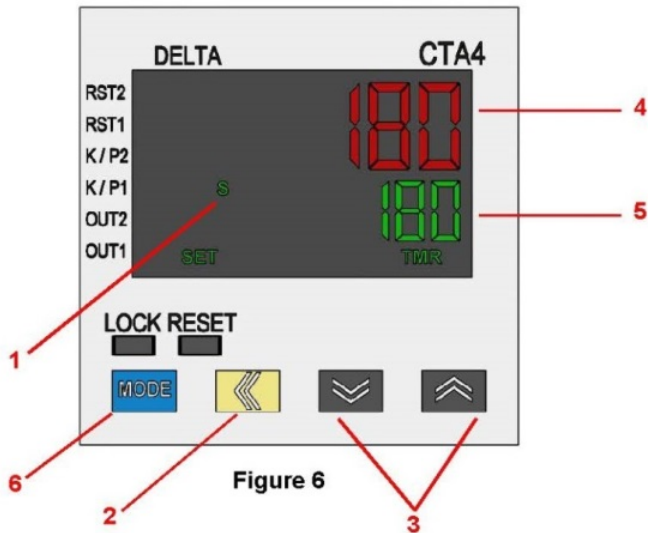 DELTA CTA4
RST2
RST1
K / P2
K / P1
OUT2
OUT1
180
S
180
SET TMR
LOCK RESET
MODE
4
5
1
6
2
3
Figure 6